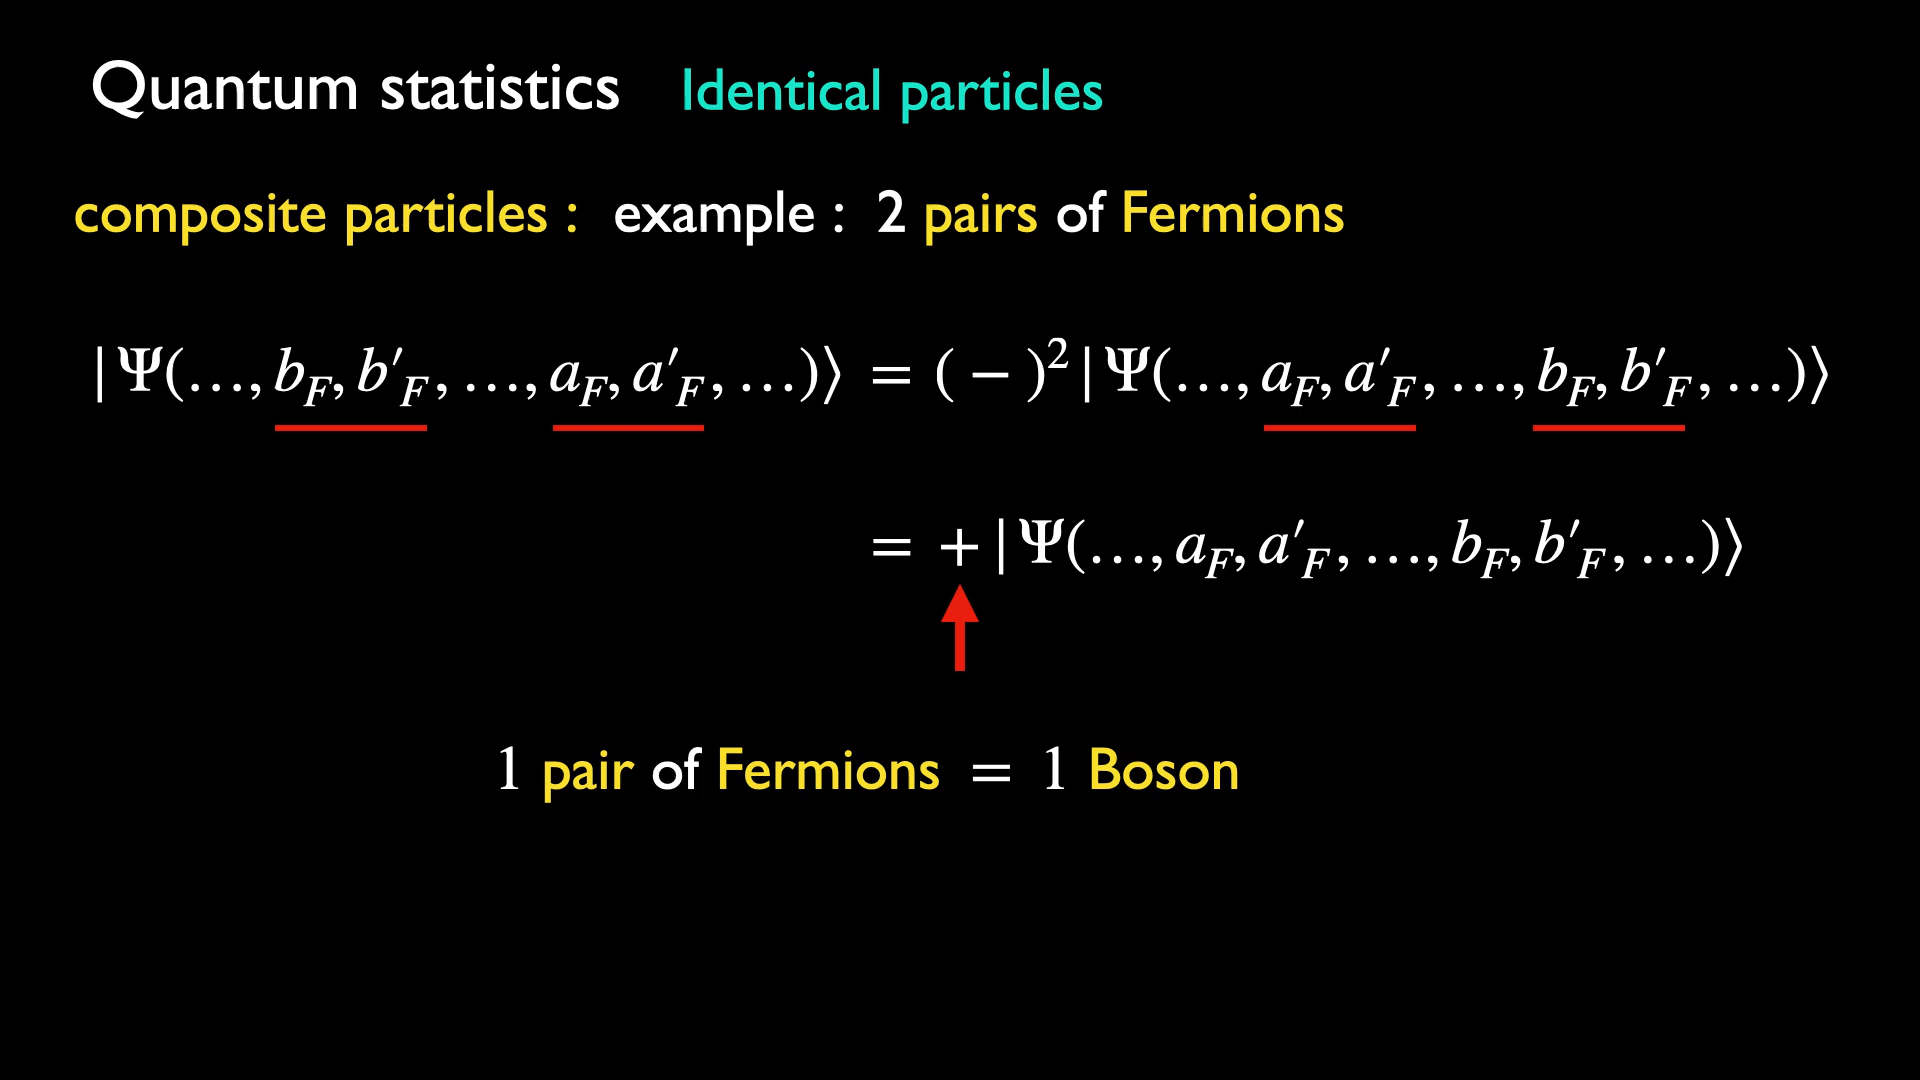 Quantum statistics Identical particles
composite particles : example : 2 pairs of Fermions
|Ψ(…, b_F, b′_F, …, a_F, a′_F, …)⟩ = ( − )²|Ψ(…, a_F, a′_F, …, b_F, b′_F, …)⟩
= +|Ψ(…, a_F, a′_F, …, b_F, b′_F, …)⟩
1 pair of Fermions = 1 Boson